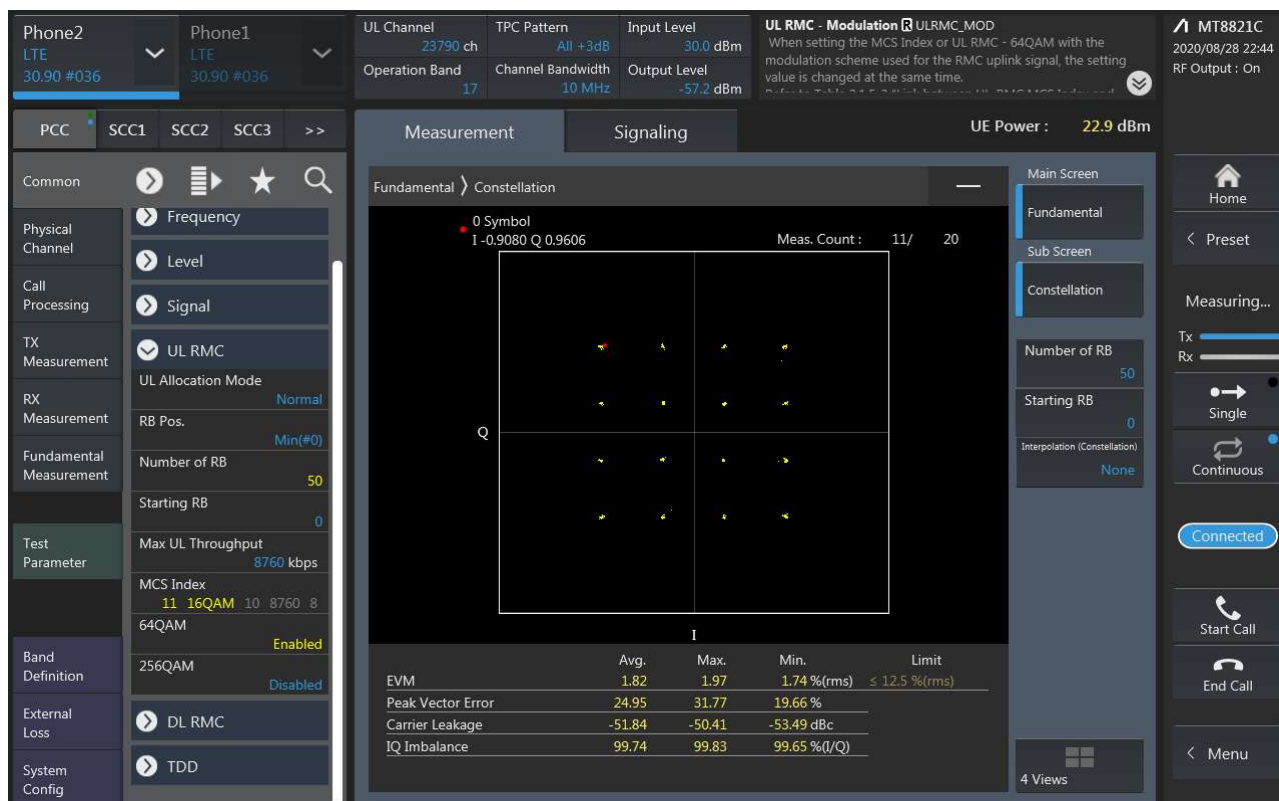 Phone2
LTE
30.90 #036
Phone1
LTE
30.90 #036
UL Channel
23790 ch
TPC Pattern
All +3dB
Input Level
30.0 dBm
Operation Band
17
Channel Bandwidth
10 MHz
Output Level
-57.2 dBm
UL RMC - Modulation R ULRMC_MOD
When setting the MCS Index or UL RMC - 64QAM with the
modulation scheme used for the RMC uplink signal, the setting
value is changed at the same time.
MT8821C
2020/08/28 22:44
RF Output : On
PCC SCC1 SCC2 SCC3 >>
Measurement
Signaling
UE Power : 22.9 dBm
Common
Physical
Channel
Call
Processing
TX
Measurement
RX
Measurement
Fundamental
Measurement
Test
Parameter
Band
Definition
External
Loss
System
Config
Frequency
Level
Signal
UL RMC
UL Allocation Mode
Normal
RB Pos.
Min(#0)
Number of RB
50
Starting RB
0
Max UL Throughput
8760 kbps
MCS Index
11 16QAM 10 8760 8
64QAM
Enabled
256QAM
Disabled
DL RMC
TDD
Fundamental 〉 Constellation
0 Symbol
I -0.9080 Q 0.9606
Meas. Count : 11/ 20
Q
I
Avg. Max. Min. Limit
EVM 1.82 1.97 1.74 %(rms) ≤ 12.5 %(rms)
Peak Vector Error 24.95 31.77 19.66 %
Carrier Leakage -51.84 -50.41 -53.49 dBc
IQ Imbalance 99.74 99.83 99.65 %(I/Q)
Main Screen
Fundamental
Sub Screen
Constellation
Number of RB
50
Starting RB
0
Interpolation (Constellation)
None
4 Views
Home
< Preset
Measuring...
Tx
Rx
Single
Continuous
Connected
Start Call
End Call
< Menu